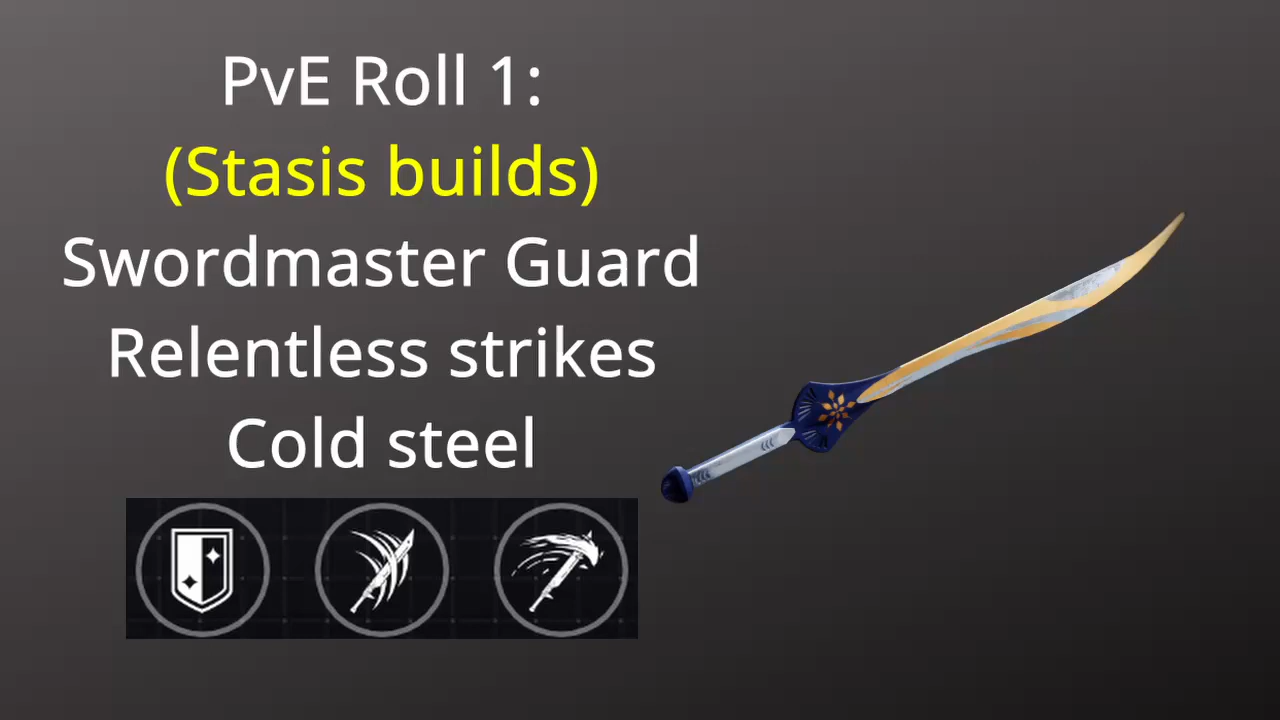 PvE Roll 1:
(Stasis builds)
Swordmaster Guard
Relentless strikes
Cold steel